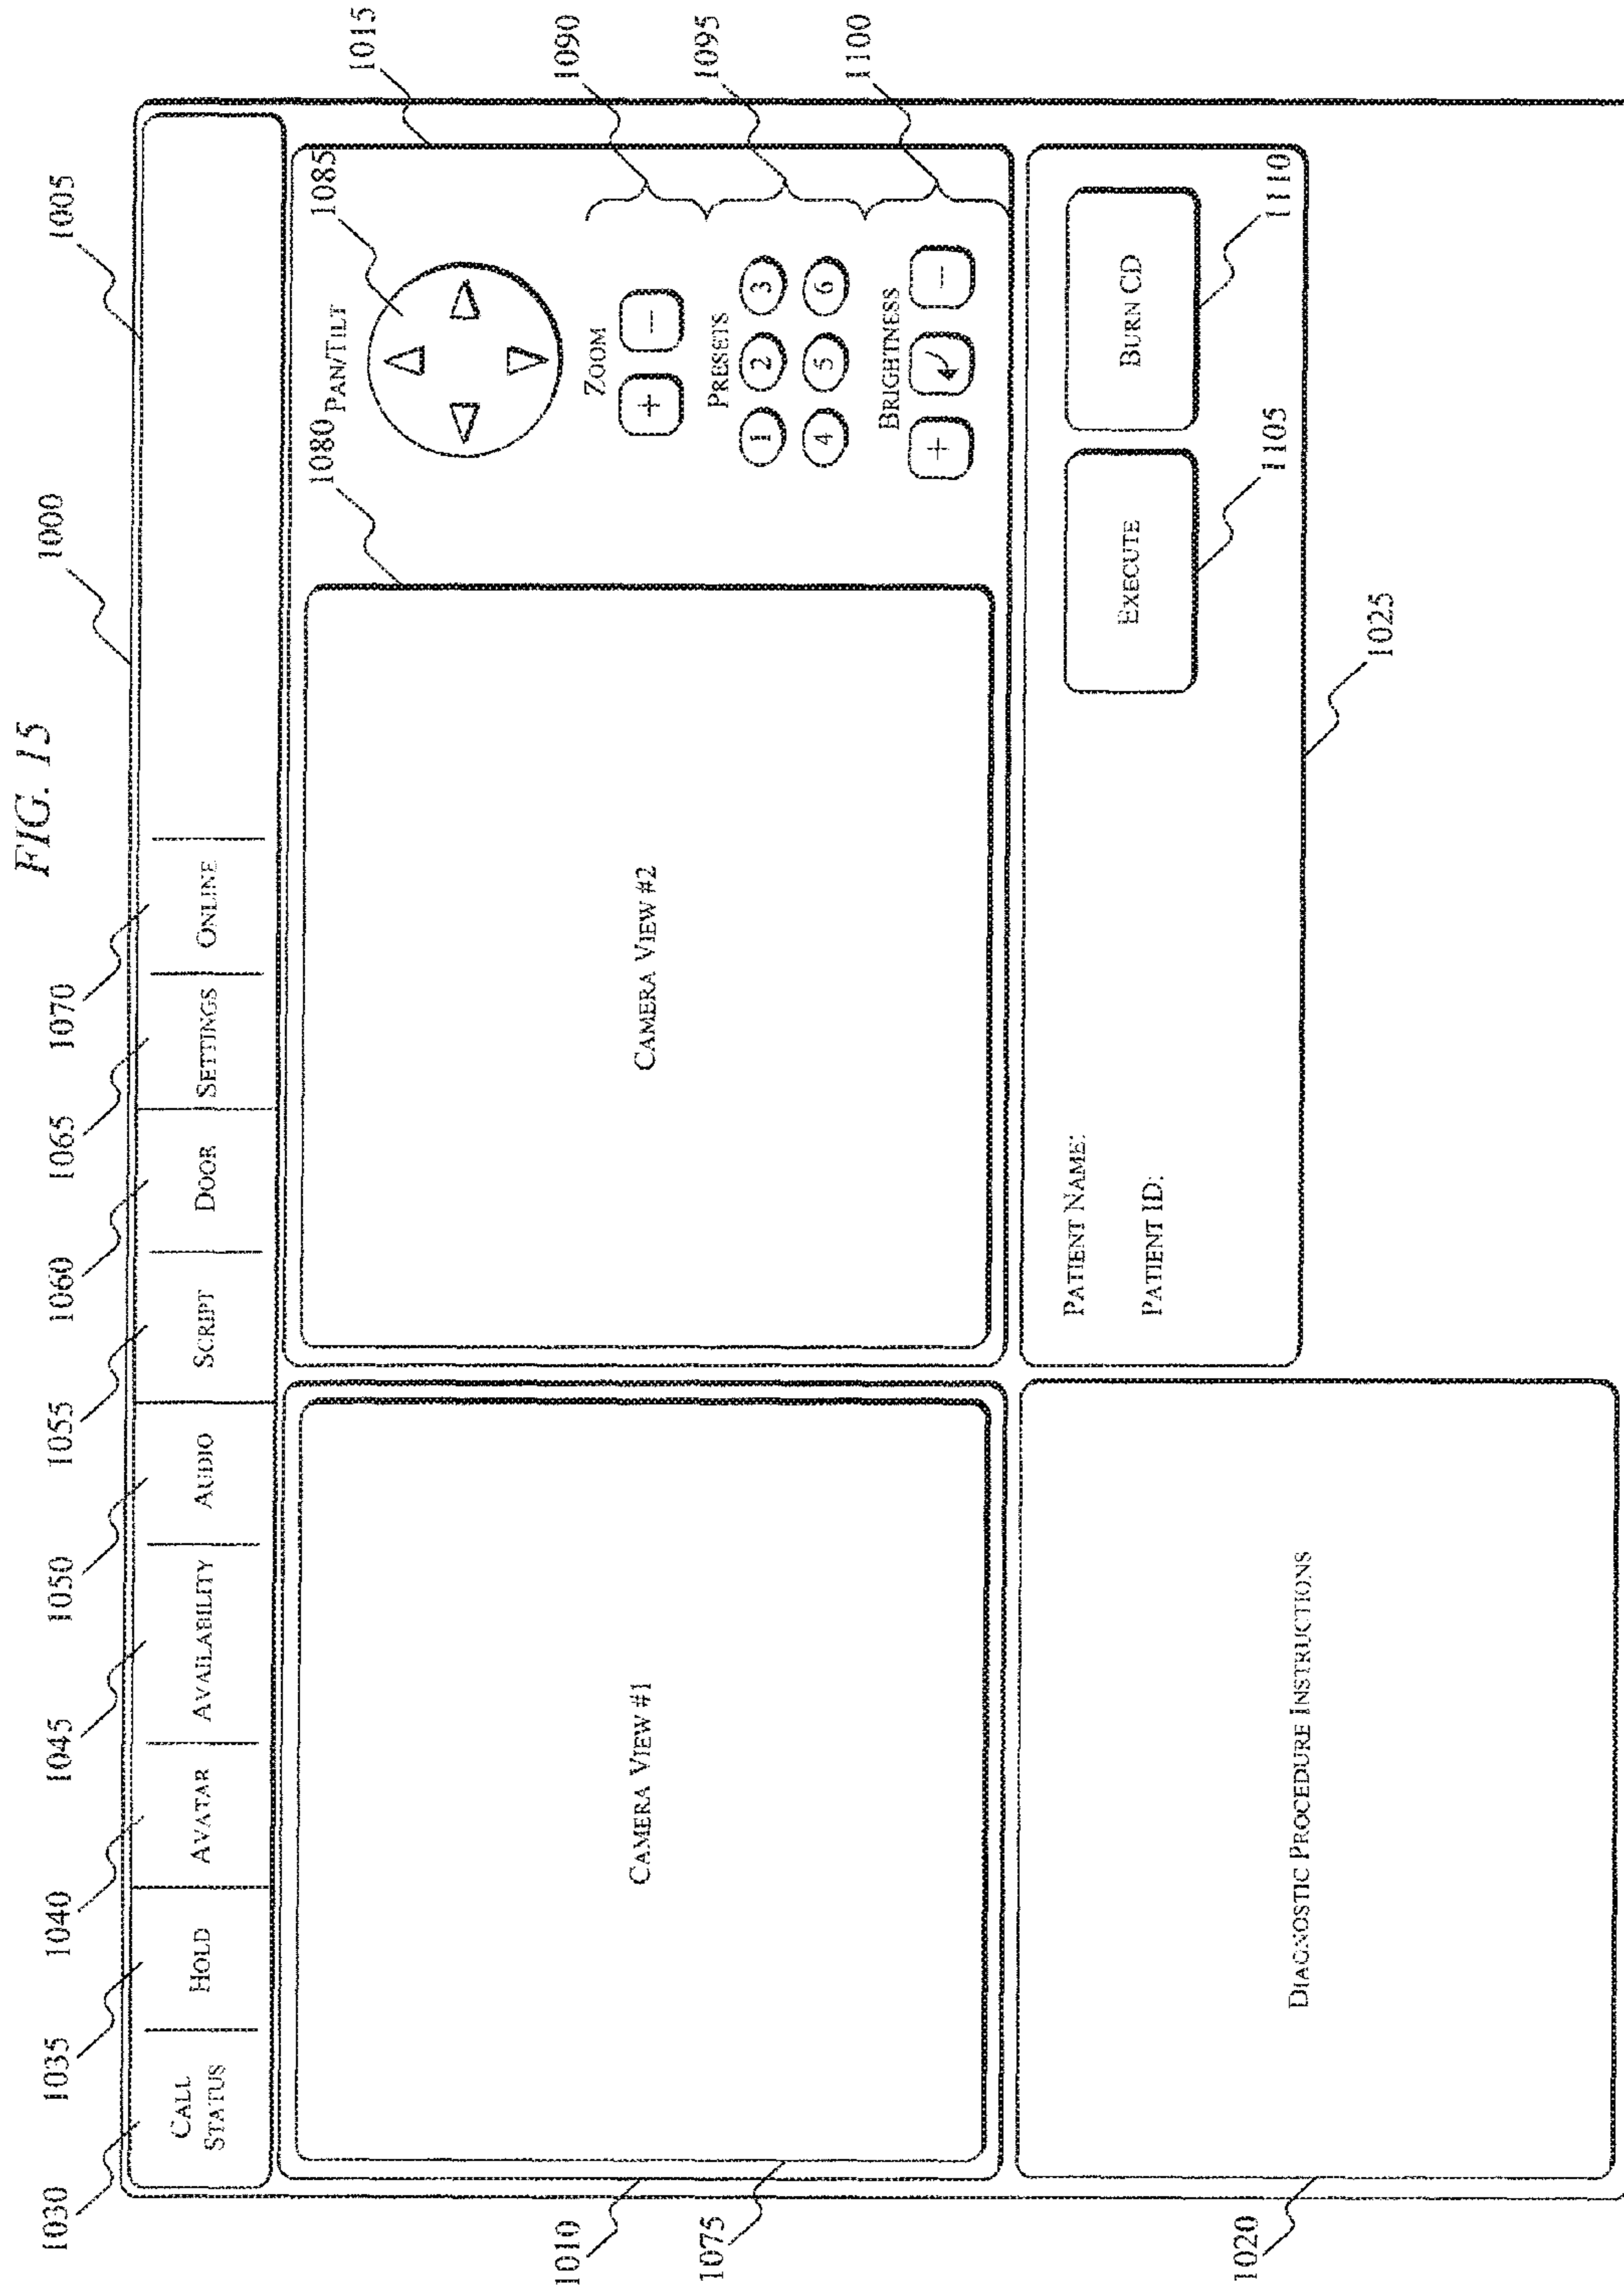 FIG. 15
1000
1005
1030
1035
1040
1045
1050
1055
1060
1065
1070
CALL
STATUS
HOLD
AVATAR
AVAILABILITY
AUDIO
SCRIPT
DOOR
SETTINGS
ONLINE
1015
1080
PAN/TILT
1085
CAMERA VIEW #1
CAMERA VIEW #2
ZOOM
+
−
1090
PRESETS
1 2 3
4 5 6
1095
BRIGHTNESS
+
−
1100
1010
1075
DIAGNOSTIC PROCEDURE INSTRUCTIONS
1020
PATIENT NAME:
PATIENT ID:
EXECUTE
BURN CD
1105
1110
1025